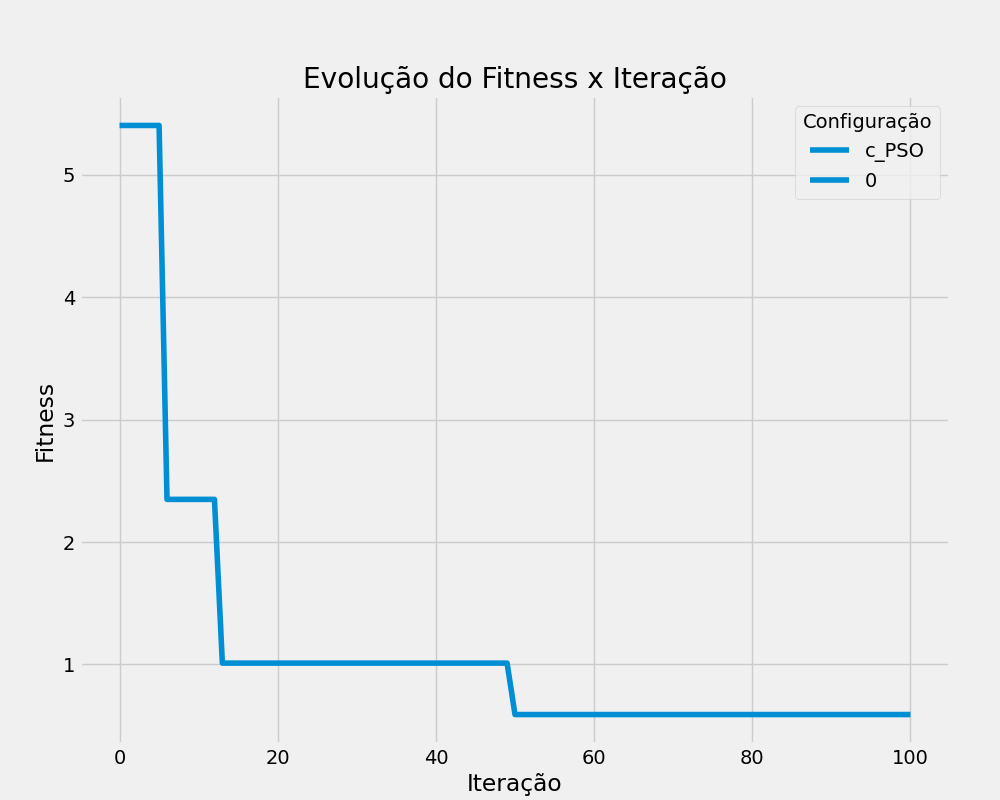 Evolução do Fitness x Iteração
Configuração
c_PSO
0
Fitness
5
4
3
2
1
0 20 40 60 80 100
Iteração